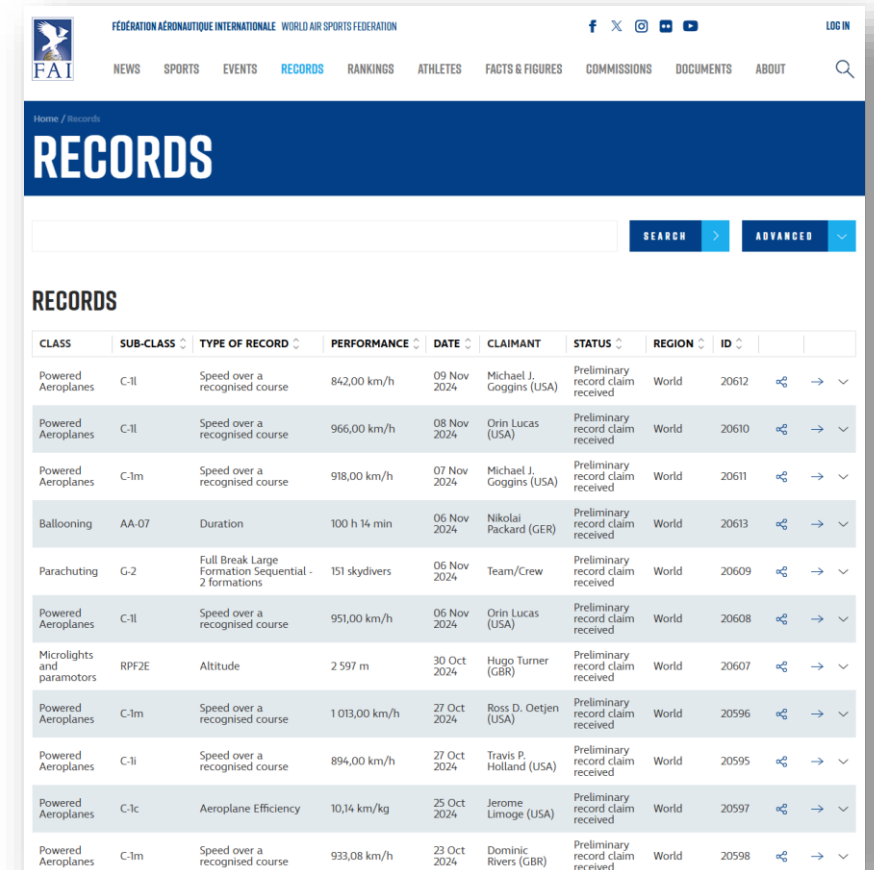 FÉDÉRATION AÉRONAUTIQUE INTERNATIONALE WORLD AIR SPORTS FEDERATION
LOG IN
FAI
NEWS SPORTS EVENTS RECORDS RANKINGS ATHLETES FACTS & FIGURES COMMISSIONS DOCUMENTS ABOUT
Home / Records
RECORDS
SEARCH
ADVANCED
RECORDS
CLASS SUB-CLASS TYPE OF RECORD PERFORMANCE DATE CLAIMANT STATUS REGION ID
Powered Aeroplanes C-1l Speed over a recognised course 842,00 km/h 09 Nov 2024 Michael J. Goggins (USA) Preliminary record claim received World 20612
Powered Aeroplanes C-1l Speed over a recognised course 966,00 km/h 08 Nov 2024 Orin Lucas (USA) Preliminary record claim received World 20610
Powered Aeroplanes C-1m Speed over a recognised course 918,00 km/h 07 Nov 2024 Michael J. Goggins (USA) Preliminary record claim received World 20611
Ballooning AA-07 Duration 100 h 14 min 06 Nov 2024 Nikolai Packard (GER) Preliminary record claim received World 20613
Parachuting G-2 Full Break Large Formation Sequential - 2 formations 151 skydivers 06 Nov 2024 Team/Crew Preliminary record claim received World 20609
Powered Aeroplanes C-1l Speed over a recognised course 951,00 km/h 06 Nov 2024 Orin Lucas (USA) Preliminary record claim received World 20608
Microlights and paramotors RPF2E Altitude 2 597 m 30 Oct 2024 Hugo Turner (GBR) Preliminary record claim received World 20607
Powered Aeroplanes C-1m Speed over a recognised course 1 013,00 km/h 27 Oct 2024 Ross D. Oetjen (USA) Preliminary record claim received World 20596
Powered Aeroplanes C-1i Speed over a recognised course 894,00 km/h 27 Oct 2024 Travis P. Holland (USA) Preliminary record claim received World 20595
Powered Aeroplanes C-1c Aeroplane Efficiency 10,14 km/kg 25 Oct 2024 Jerome Limoge (USA) Preliminary record claim received World 20597
Powered Aeroplanes C-1m Speed over a recognised course 933,08 km/h 23 Oct 2024 Dominic Rivers (GBR) Preliminary record claim received World 20598